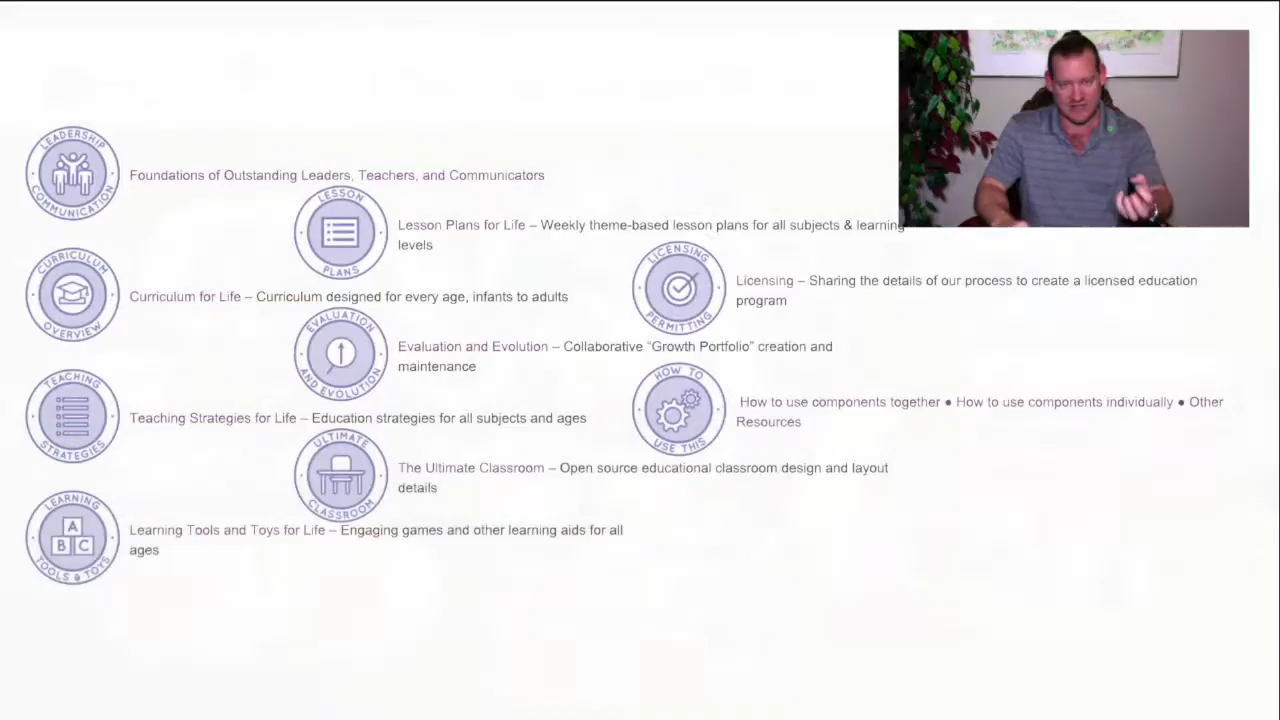 LEADERSHIP
COMMUNICATION
Foundations of Outstanding Leaders, Teachers, and Communicators
LESSON
PLANS
Lesson Plans for Life – Weekly theme-based lesson plans for all subjects & learning
levels
CURRICULUM
OVERVIEW
Curriculum for Life – Curriculum designed for every age, infants to adults
LICENSING
PERMITTING
Licensing – Sharing the details of our process to create a licensed education
program
EVALUATION
AND EVOLUTION
Evaluation and Evolution – Collaborative “Growth Portfolio” creation and
maintenance
TEACHING
STRATEGIES
Teaching Strategies for Life – Education strategies for all subjects and ages
HOW TO
USE THIS
How to use components together ● How to use components individually ● Other
Resources
ULTIMATE
CLASSROOM
The Ultimate Classroom – Open source educational classroom design and layout
details
LEARNING
A
B C
TOOLS & TOYS
Learning Tools and Toys for Life – Engaging games and other learning aids for all
ages